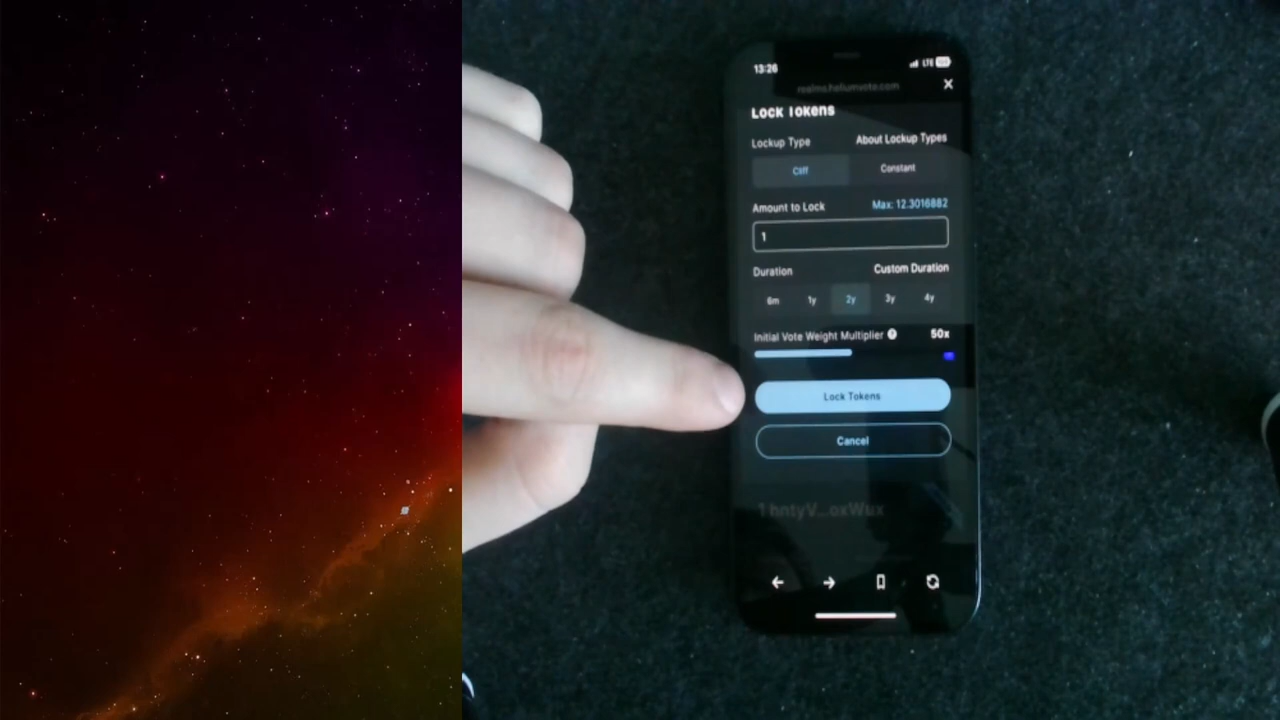 13:26 LTE
realms.heliumvote.com
Lock Tokens
Lockup Type About Lockup Types
Cliff Constant
Amount to Lock Max: 12.3016882
1
Duration Custom Duration
6m 1y 2y 3y 4y
Initial Vote Weight Multiplier ? 50x
Lock Tokens
Cancel
1 hntyV...oxWux